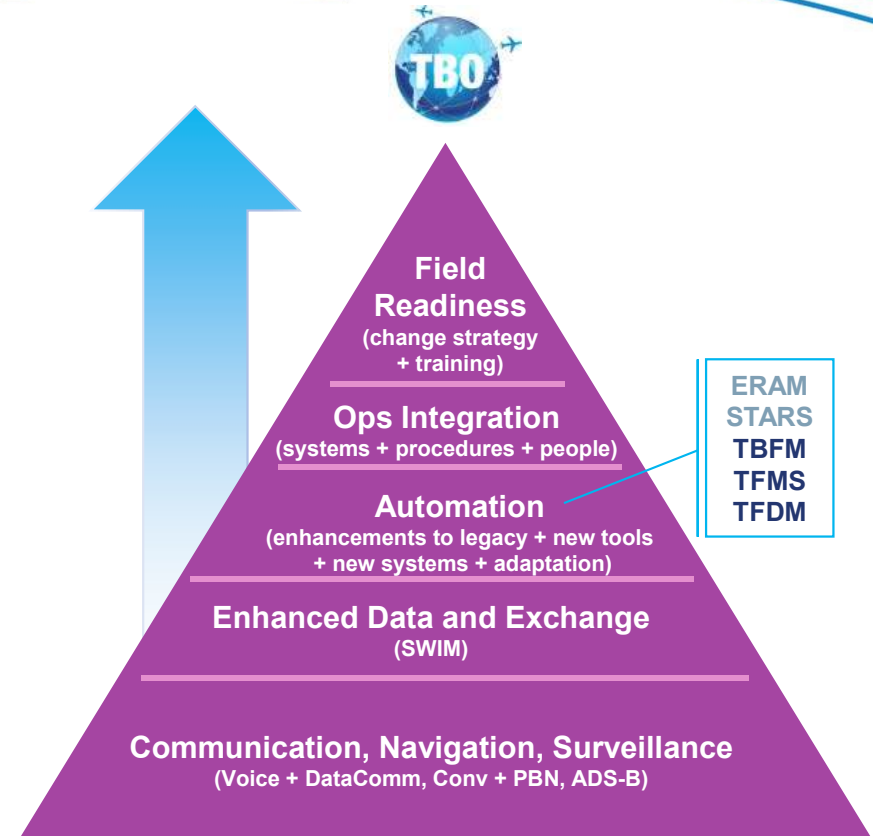 TBO
Field
Readiness
(change strategy
+ training)
Ops Integration
(systems + procedures + people)
Automation
(enhancements to legacy + new tools
+ new systems + adaptation)
Enhanced Data and Exchange
(SWIM)
Communication, Navigation, Surveillance
(Voice + DataComm, Conv + PBN, ADS-B)
ERAM
STARS
TBFM
TFMS
TFDM